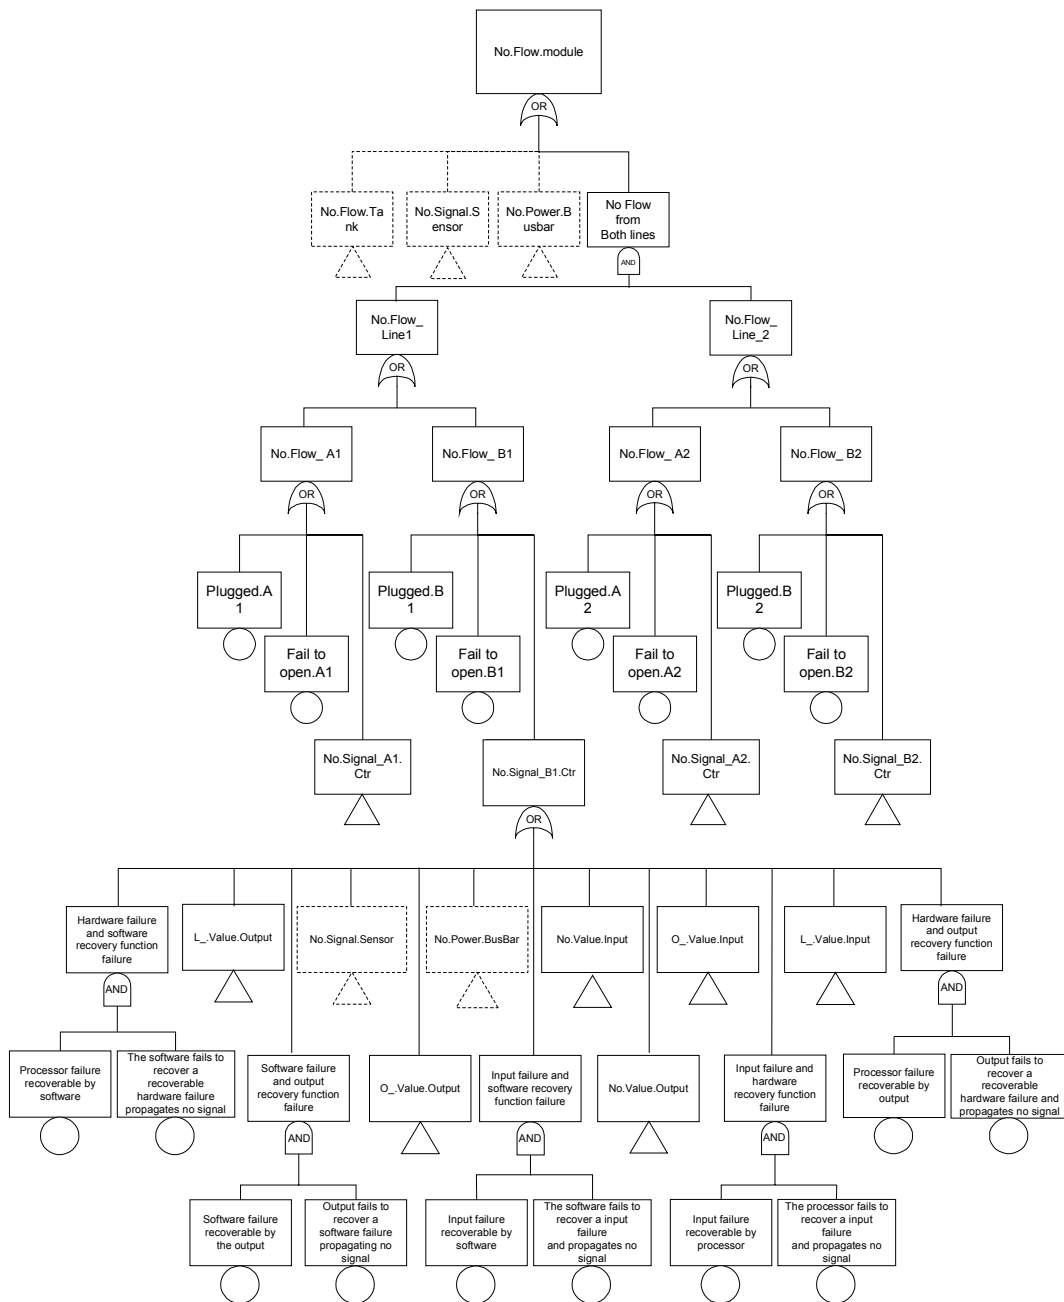 No.Flow.module
OR
No.Flow.Ta
nk
No.Signal.S
ensor
No.Power.B
usbar
No Flow
from
Both lines
AND
No.Flow_
Line1
No.Flow_
Line_2
OR
OR
No.Flow_ A1
No.Flow_ B1
No.Flow_ A2
No.Flow_ B2
OR
OR
OR
OR
Plugged.A
1
Plugged.B
1
Plugged.A
2
Plugged.B
2
Fail to
open.A1
Fail to
open.B1
Fail to
open.A2
Fail to
open.B2
No.Signal_A1.
Ctr
No.Signal_B1.Ctr
No.Signal_A2.
Ctr
No.Signal_B2.
Ctr
OR
Hardware failure
and software
recovery function
failure
L_.Value.Output
No.Signal.Sensor
No.Power.BusBar
No.Value.Input
O_.Value.Input
L_.Value.Input
Hardware failure
and output
recovery function
failure
AND
AND
Processor failure
recoverable by
software
The software fails to
recover a
recoverable
hardware failure
propagates no signal
Software failure
and output
recovery function
failure
O_.Value.Output
Input failure and
software recovery
function failure
No.Value.Output
Input failure and
hardware
recovery function
failure
Processor failure
recoverable by
output
Output fails to
recover a
recoverable
hardware failure and
propagates no signal
AND
AND
AND
Software failure
recoverable by
the output
Output fails to
recover a
software failure
propagating no
signal
Input failure
recoverable by
software
The software fails to
recover a input
failure
and propagates no
signal
Input failure
recoverable by
processor
The processor fails to
recover a input
failure
and propagates no
signal